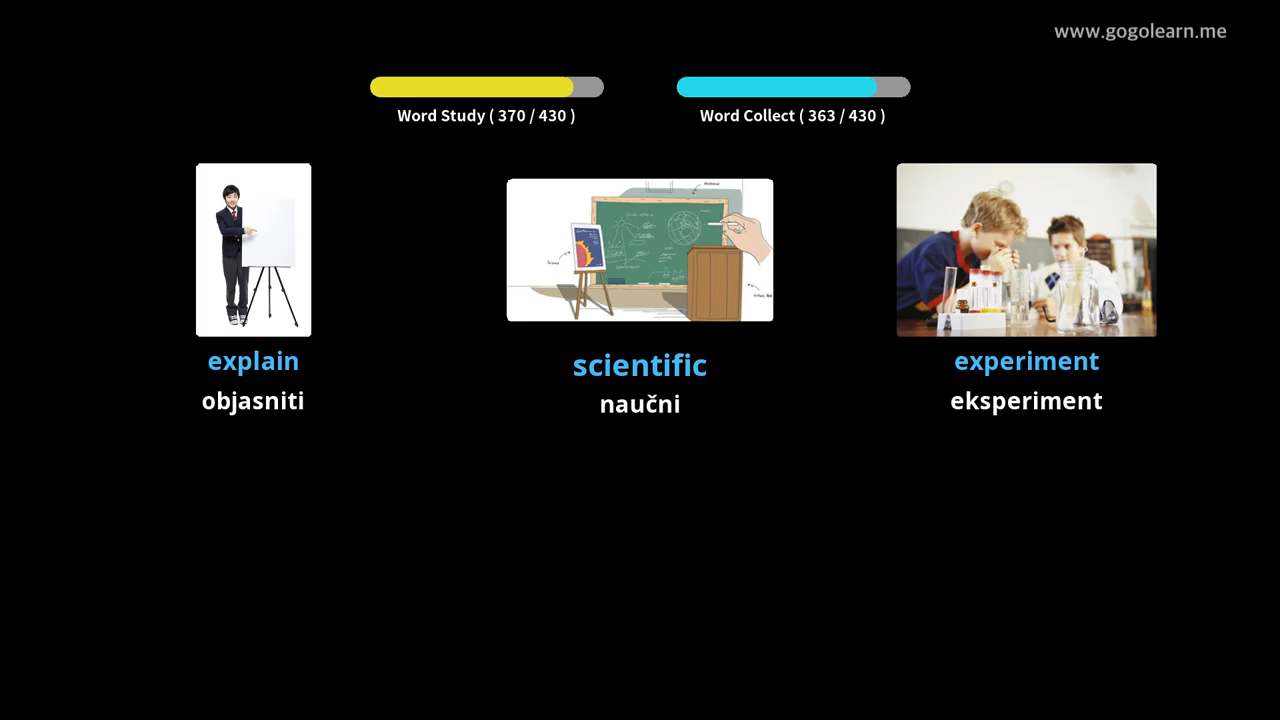 www.gogolearn.me
Word Study ( 370 / 430 )
Word Collect ( 363 / 430 )
explain
scientific
experiment
objasniti
naučni
eksperiment